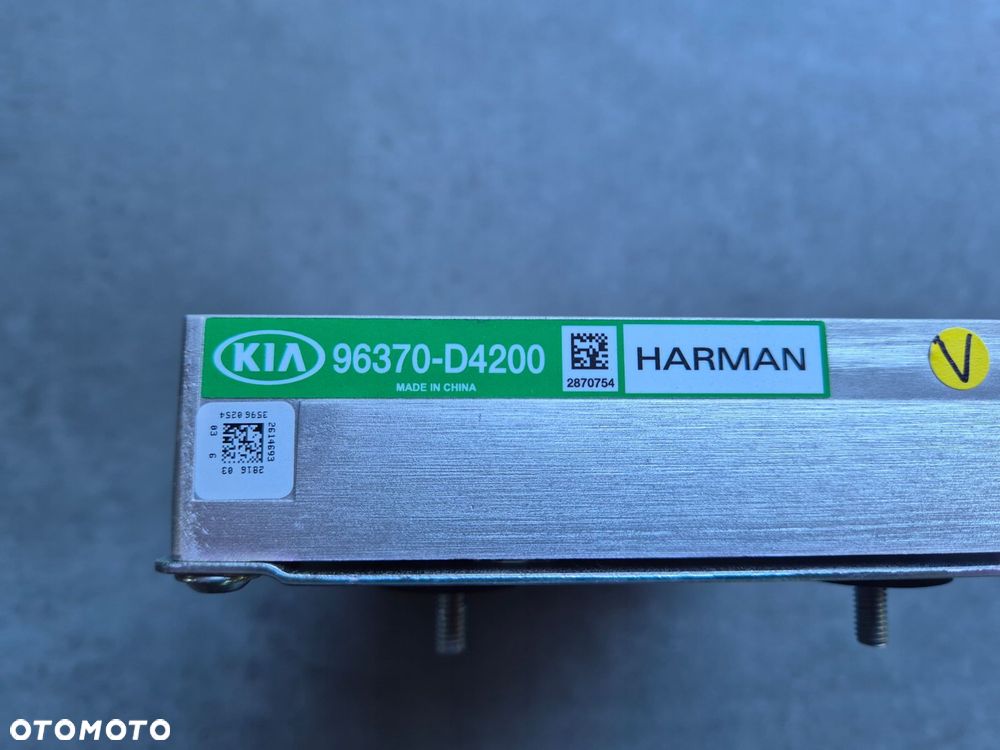 KIA 96370-D4200
MADE IN CHINA
2870754
HARMAN
V
3596 0254
03 6
2614693
2816 03
OTOMOTO